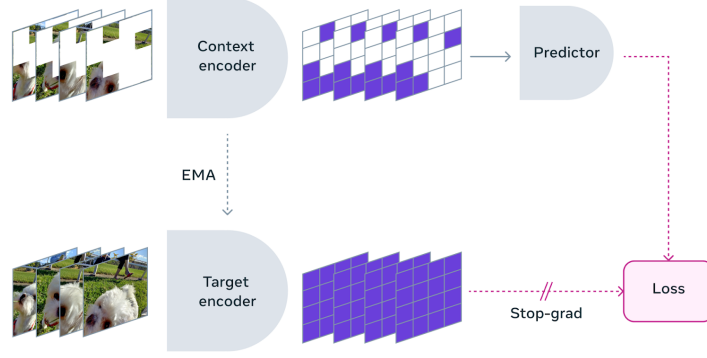 Context
encoder
Predictor
EMA
Target
encoder
Stop-grad
Loss